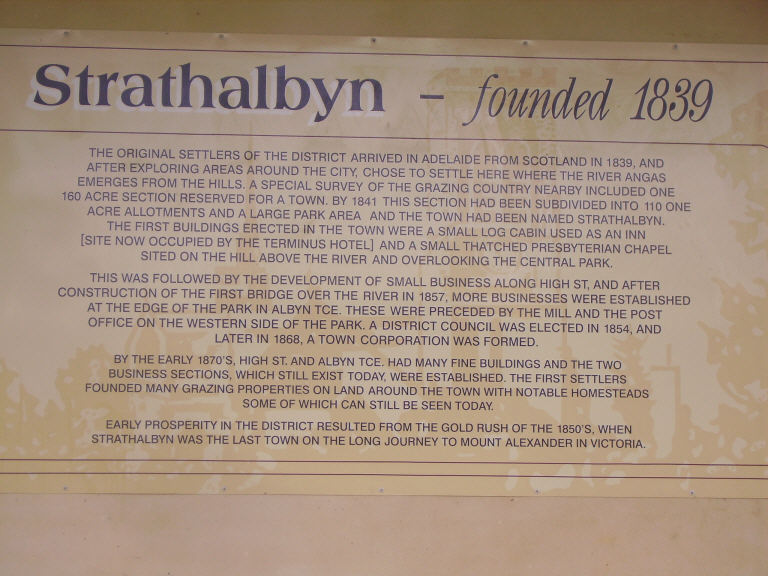 Strathalbyn – founded 1839
THE ORIGINAL SETTLERS OF THE DISTRICT ARRIVED IN ADELAIDE FROM SCOTLAND IN 1839, AND
AFTER EXPLORING AREAS AROUND THE CITY, CHOSE TO SETTLE HERE WHERE THE RIVER ANGAS
EMERGES FROM THE HILLS. A SPECIAL SURVEY OF THE GRAZING COUNTRY NEARBY INCLUDED ONE
160 ACRE SECTION RESERVED FOR A TOWN. BY 1841 THIS SECTION HAD BEEN SUBDIVIDED INTO 110 ONE
ACRE ALLOTMENTS AND A LARGE PARK AREA AND THE TOWN HAD BEEN NAMED STRATHALBYN.
THE FIRST BUILDINGS ERECTED IN THE TOWN WERE A SMALL LOG CABIN USED AS AN INN
[SITE NOW OCCUPIED BY THE TERMINUS HOTEL] AND A SMALL THATCHED PRESBYTERIAN CHAPEL
SITED ON THE HILL ABOVE THE RIVER AND OVERLOOKING THE CENTRAL PARK.
THIS WAS FOLLOWED BY THE DEVELOPMENT OF SMALL BUSINESS ALONG HIGH ST, AND AFTER
CONSTRUCTION OF THE FIRST BRIDGE OVER THE RIVER IN 1857, MORE BUSINESSES WERE ESTABLISHED
AT THE EDGE OF THE PARK IN ALBYN TCE. THESE WERE PRECEDED BY THE MILL AND THE POST
OFFICE ON THE WESTERN SIDE OF THE PARK. A DISTRICT COUNCIL WAS ELECTED IN 1854, AND
LATER IN 1868, A TOWN CORPORATION WAS FORMED.
BY THE EARLY 1870'S, HIGH ST. AND ALBYN TCE. HAD MANY FINE BUILDINGS AND THE TWO
BUSINESS SECTIONS, WHICH STILL EXIST TODAY, WERE ESTABLISHED. THE FIRST SETTLERS
FOUNDED MANY GRAZING PROPERTIES ON LAND AROUND THE TOWN WITH NOTABLE HOMESTEADS
SOME OF WHICH CAN STILL BE SEEN TODAY.
EARLY PROSPERITY IN THE DISTRICT RESULTED FROM THE GOLD RUSH OF THE 1850'S, WHEN
STRATHALBYN WAS THE LAST TOWN ON THE LONG JOURNEY TO MOUNT ALEXANDER IN VICTORIA.